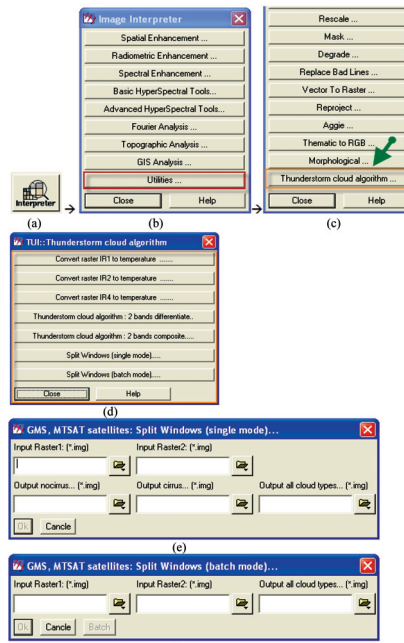 Image Interpreter
Spatial Enhancement ...
Radiometric Enhancement ...
Spectral Enhancement ...
Basic HyperSpectral Tools...
Advanced HyperSpectral Tools...
Fourier Analysis ...
Topographic Analysis ...
GIS Analysis ...
Utilities ...
Close Help
Rescale ...
Mask ...
Degrade ...
Replace Bad Lines ...
Vector To Raster ...
Reproject ...
Aggie ...
Thematic to RGB ...
Morphological ...
Thunderstorm cloud algorithm ...
Close Help
Interpreter
(a) → (b) → (c)
TUI::Thunderstorm cloud algorithm
Convert raster IR1 to temperature .......
Convert raster IR2 to temperature ......
Convert raster IR4 to temperature ......
Thunderstorm cloud algorithm : 2 bands differentiate..
Thunderstorm cloud algorithm : 2 bands composite.....
Split Windows (single mode).....
Split Windows (batch mode).....
Close Help
(d)
GMS, MTSAT satellites: Split Windows (single mode)...
Input Raster1: (*.img) Input Raster2: (*.img)
Output nocirrus... (*.img) Output cirrus... (*.img) Output all cloud types... (*.img)
Ok Cancle
(e)
GMS, MTSAT satellites: Split Windows (batch mode)...
Input Raster1: (*.img) Input Raster2: (*.img) Output all cloud types... (*.img)
Ok Cancle Batch